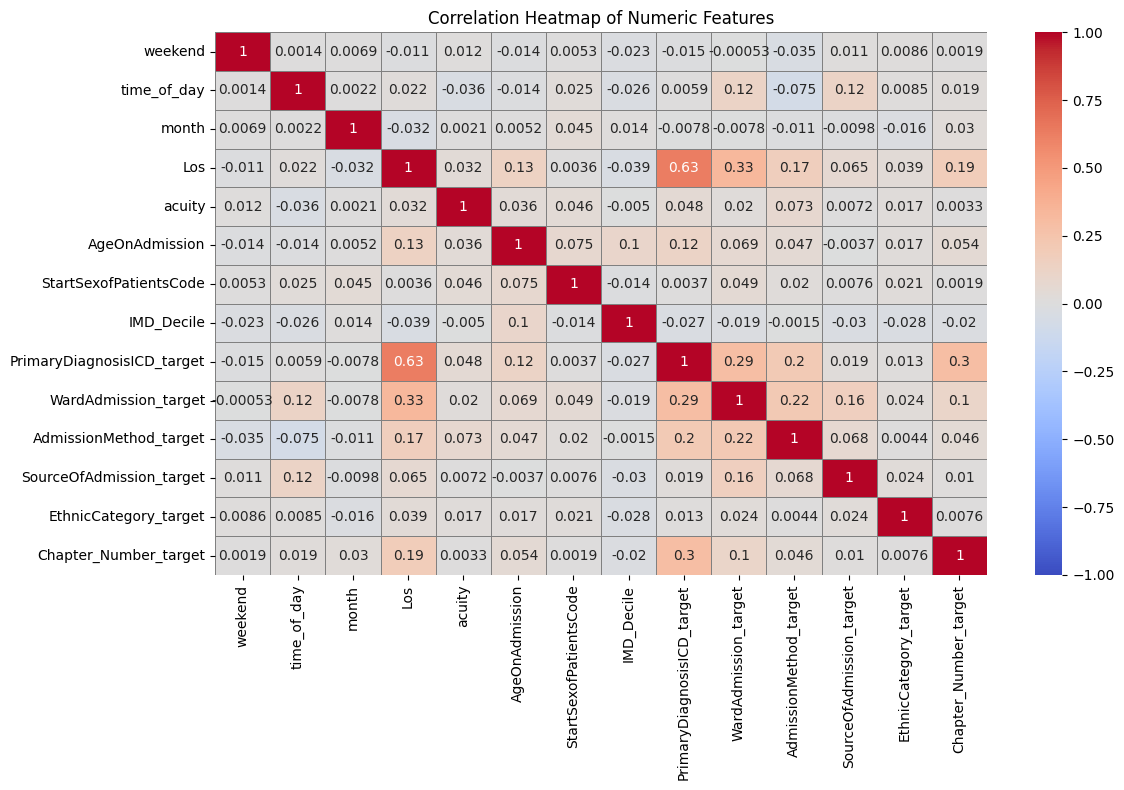 Correlation Heatmap of Numeric Features
weekend 1 0.0014 0.0069 -0.011 0.012 -0.014 0.0053 -0.023 -0.015 -0.00053 -0.035 0.011 0.0086 0.0019
time_of_day 0.0014 1 0.0022 0.022 -0.036 -0.014 0.025 -0.026 0.0059 0.12 -0.075 0.12 0.0085 0.019
month 0.0069 0.0022 1 -0.032 0.0021 0.0052 0.045 0.014 -0.0078 -0.0078 -0.011 -0.0098 -0.016 0.03
Los -0.011 0.022 -0.032 1 0.032 0.13 0.0036 -0.039 0.63 0.33 0.17 0.065 0.039 0.19
acuity 0.012 -0.036 0.0021 0.032 1 0.036 0.046 -0.005 0.048 0.02 0.073 0.0072 0.017 0.0033
AgeOnAdmission -0.014 -0.014 0.0052 0.13 0.036 1 0.075 0.1 0.12 0.069 0.047 -0.0037 0.017 0.054
StartSexofPatientsCode 0.0053 0.025 0.045 0.0036 0.046 0.075 1 -0.014 0.0037 0.049 0.02 0.0076 0.021 0.0019
IMD_Decile -0.023 -0.026 0.014 -0.039 -0.005 0.1 -0.014 1 -0.027 -0.019 -0.0015 -0.03 -0.028 -0.02
PrimaryDiagnosisICD_target -0.015 0.0059 -0.0078 0.63 0.048 0.12 0.0037 -0.027 1 0.29 0.2 0.019 0.013 0.3
WardAdmission_target -0.00053 0.12 -0.0078 0.33 0.02 0.069 0.049 -0.019 0.29 1 0.22 0.16 0.024 0.1
AdmissionMethod_target -0.035 -0.075 -0.011 0.17 0.073 0.047 0.02 -0.0015 0.2 0.22 1 0.068 0.0044 0.046
SourceOfAdmission_target 0.011 0.12 -0.0098 0.065 0.0072 -0.0037 0.0076 -0.03 0.019 0.16 0.068 1 0.024 0.01
EthnicCategory_target 0.0086 0.0085 -0.016 0.039 0.017 0.017 0.021 -0.028 0.013 0.024 0.0044 0.024 1 0.0076
Chapter_Number_target 0.0019 0.019 0.03 0.19 0.0033 0.054 0.0019 -0.02 0.3 0.1 0.046 0.01 0.0076 1
weekend
time_of_day
month
Los
acuity
AgeOnAdmission
StartSexofPatientsCode
IMD_Decile
PrimaryDiagnosisICD_target
WardAdmission_target
AdmissionMethod_target
SourceOfAdmission_target
EthnicCategory_target
Chapter_Number_target
1.00
0.75
0.50
0.25
0.00
-0.25
-0.50
-0.75
-1.00